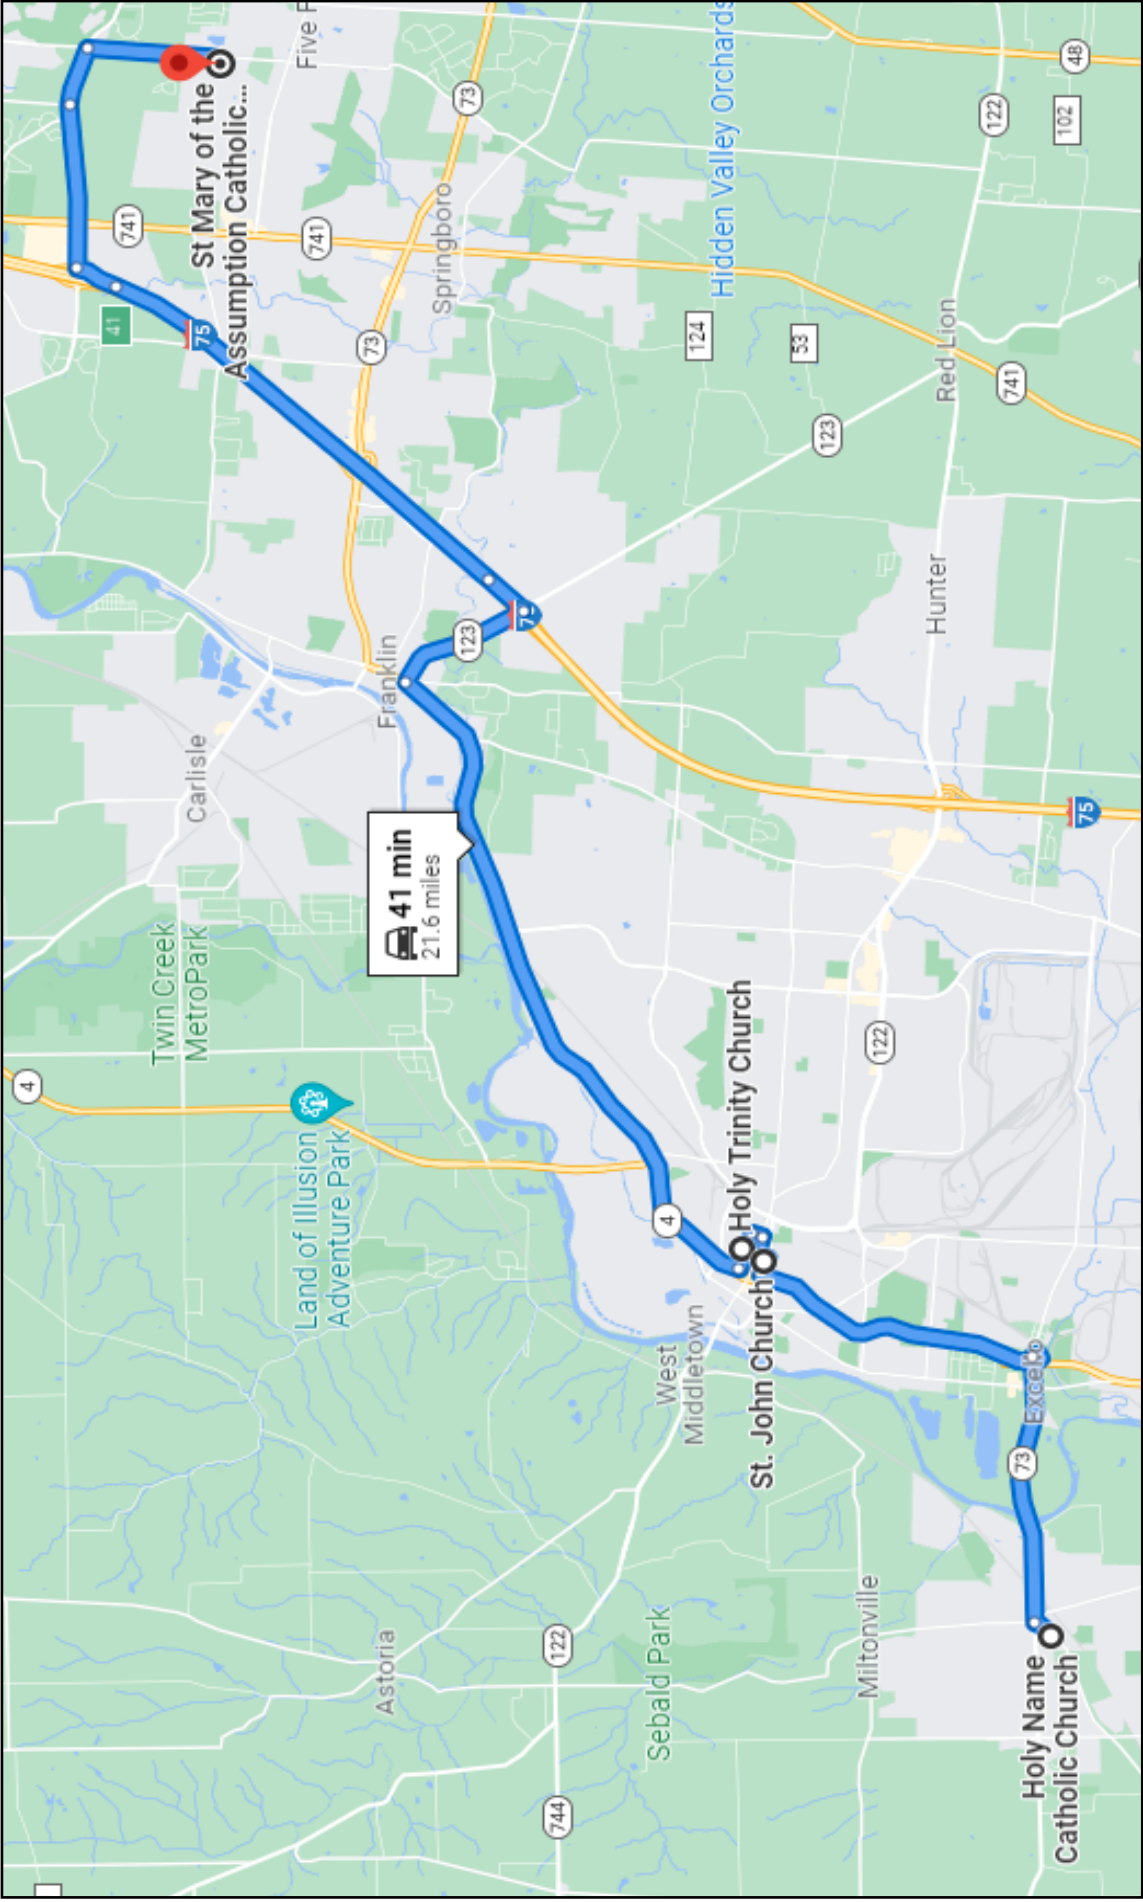 4
41
741
Twin Creek
MetroPark
Carlisle
75
St Mary of the
Assumption Catholic...
Land of Illusion
Adventure Park
Five F
741
73
Astoria
Franklin
41 min
21.6 miles
Springboro
123
73
744
122
Sebald Park
West
Middletown
4
124
Hidden Valley Orchards
Holy Trinity Church
St. John Church
53
123
Miltonville
122
Hunter
Red Lion
122
741
73
Excello
Holy Name
Catholic Church
102
48
75